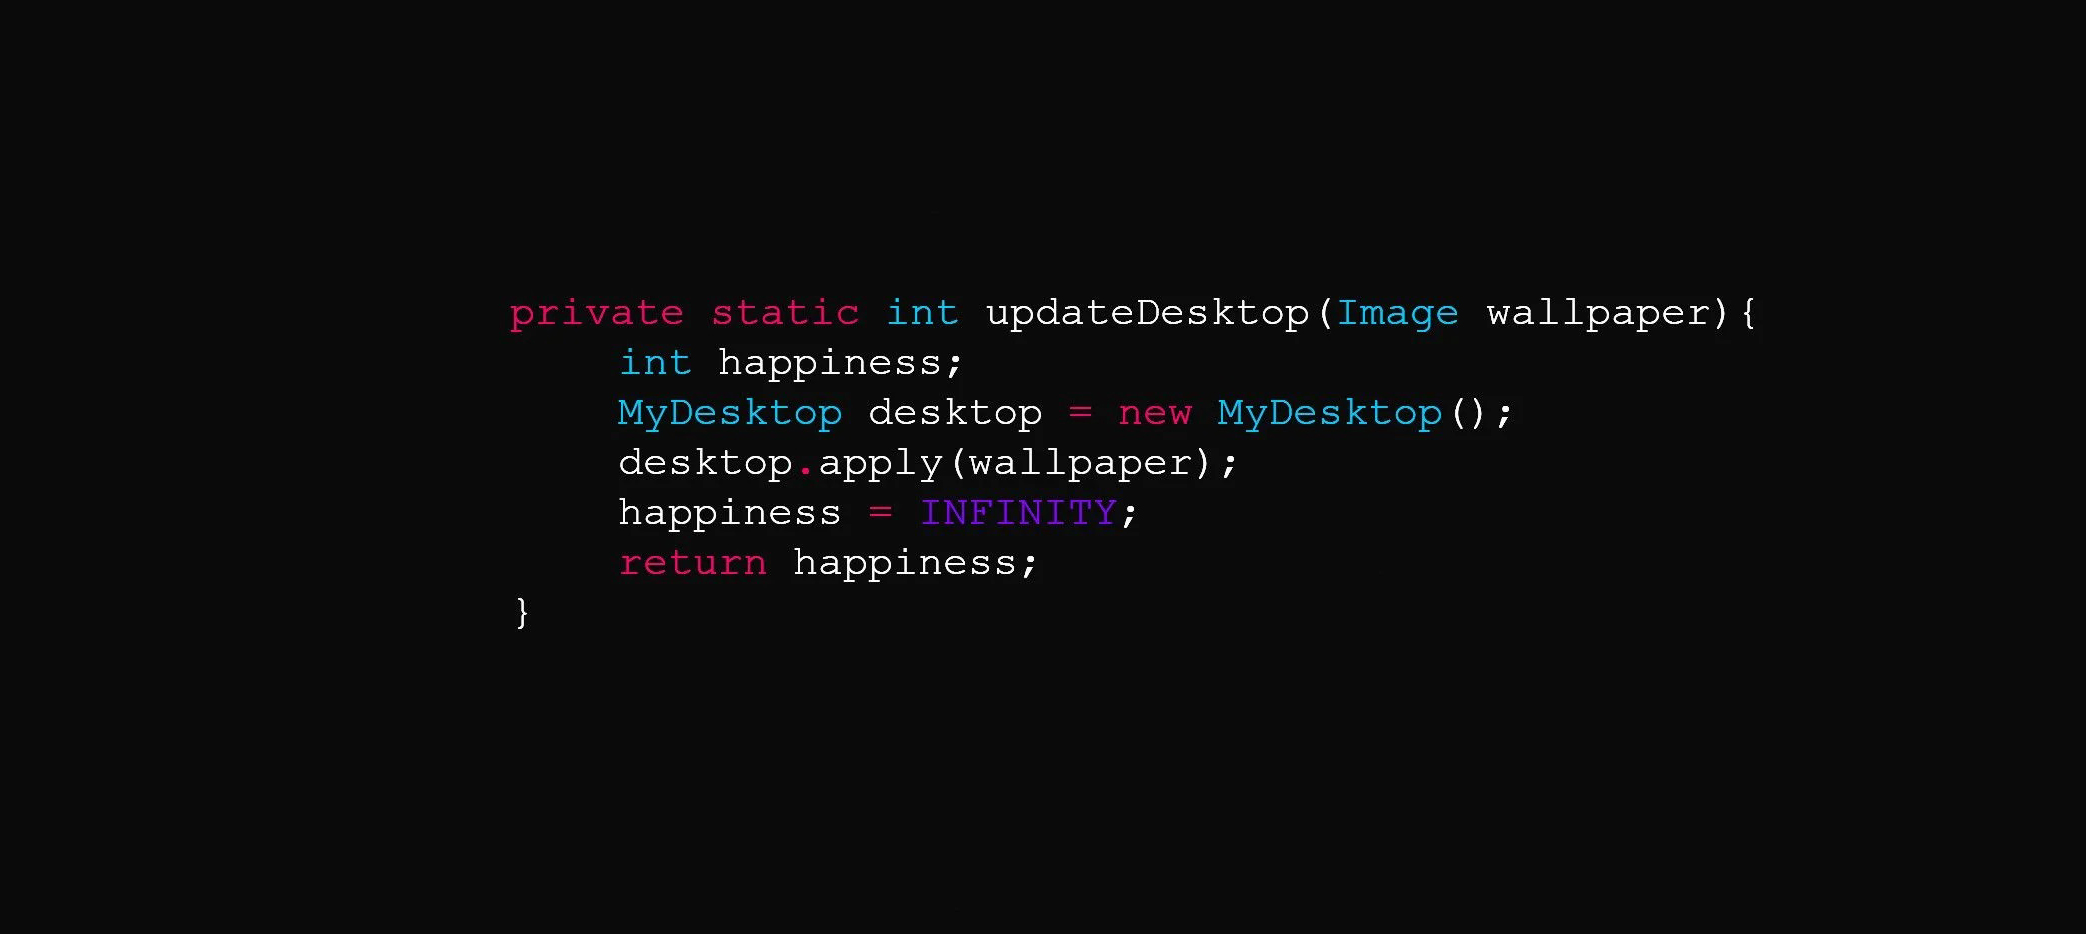 private static int updateDesktop(Image wallpaper){
int happiness;
MyDesktop desktop = new MyDesktop();
desktop.apply(wallpaper);
happiness = INFINITY;
return happiness;
}